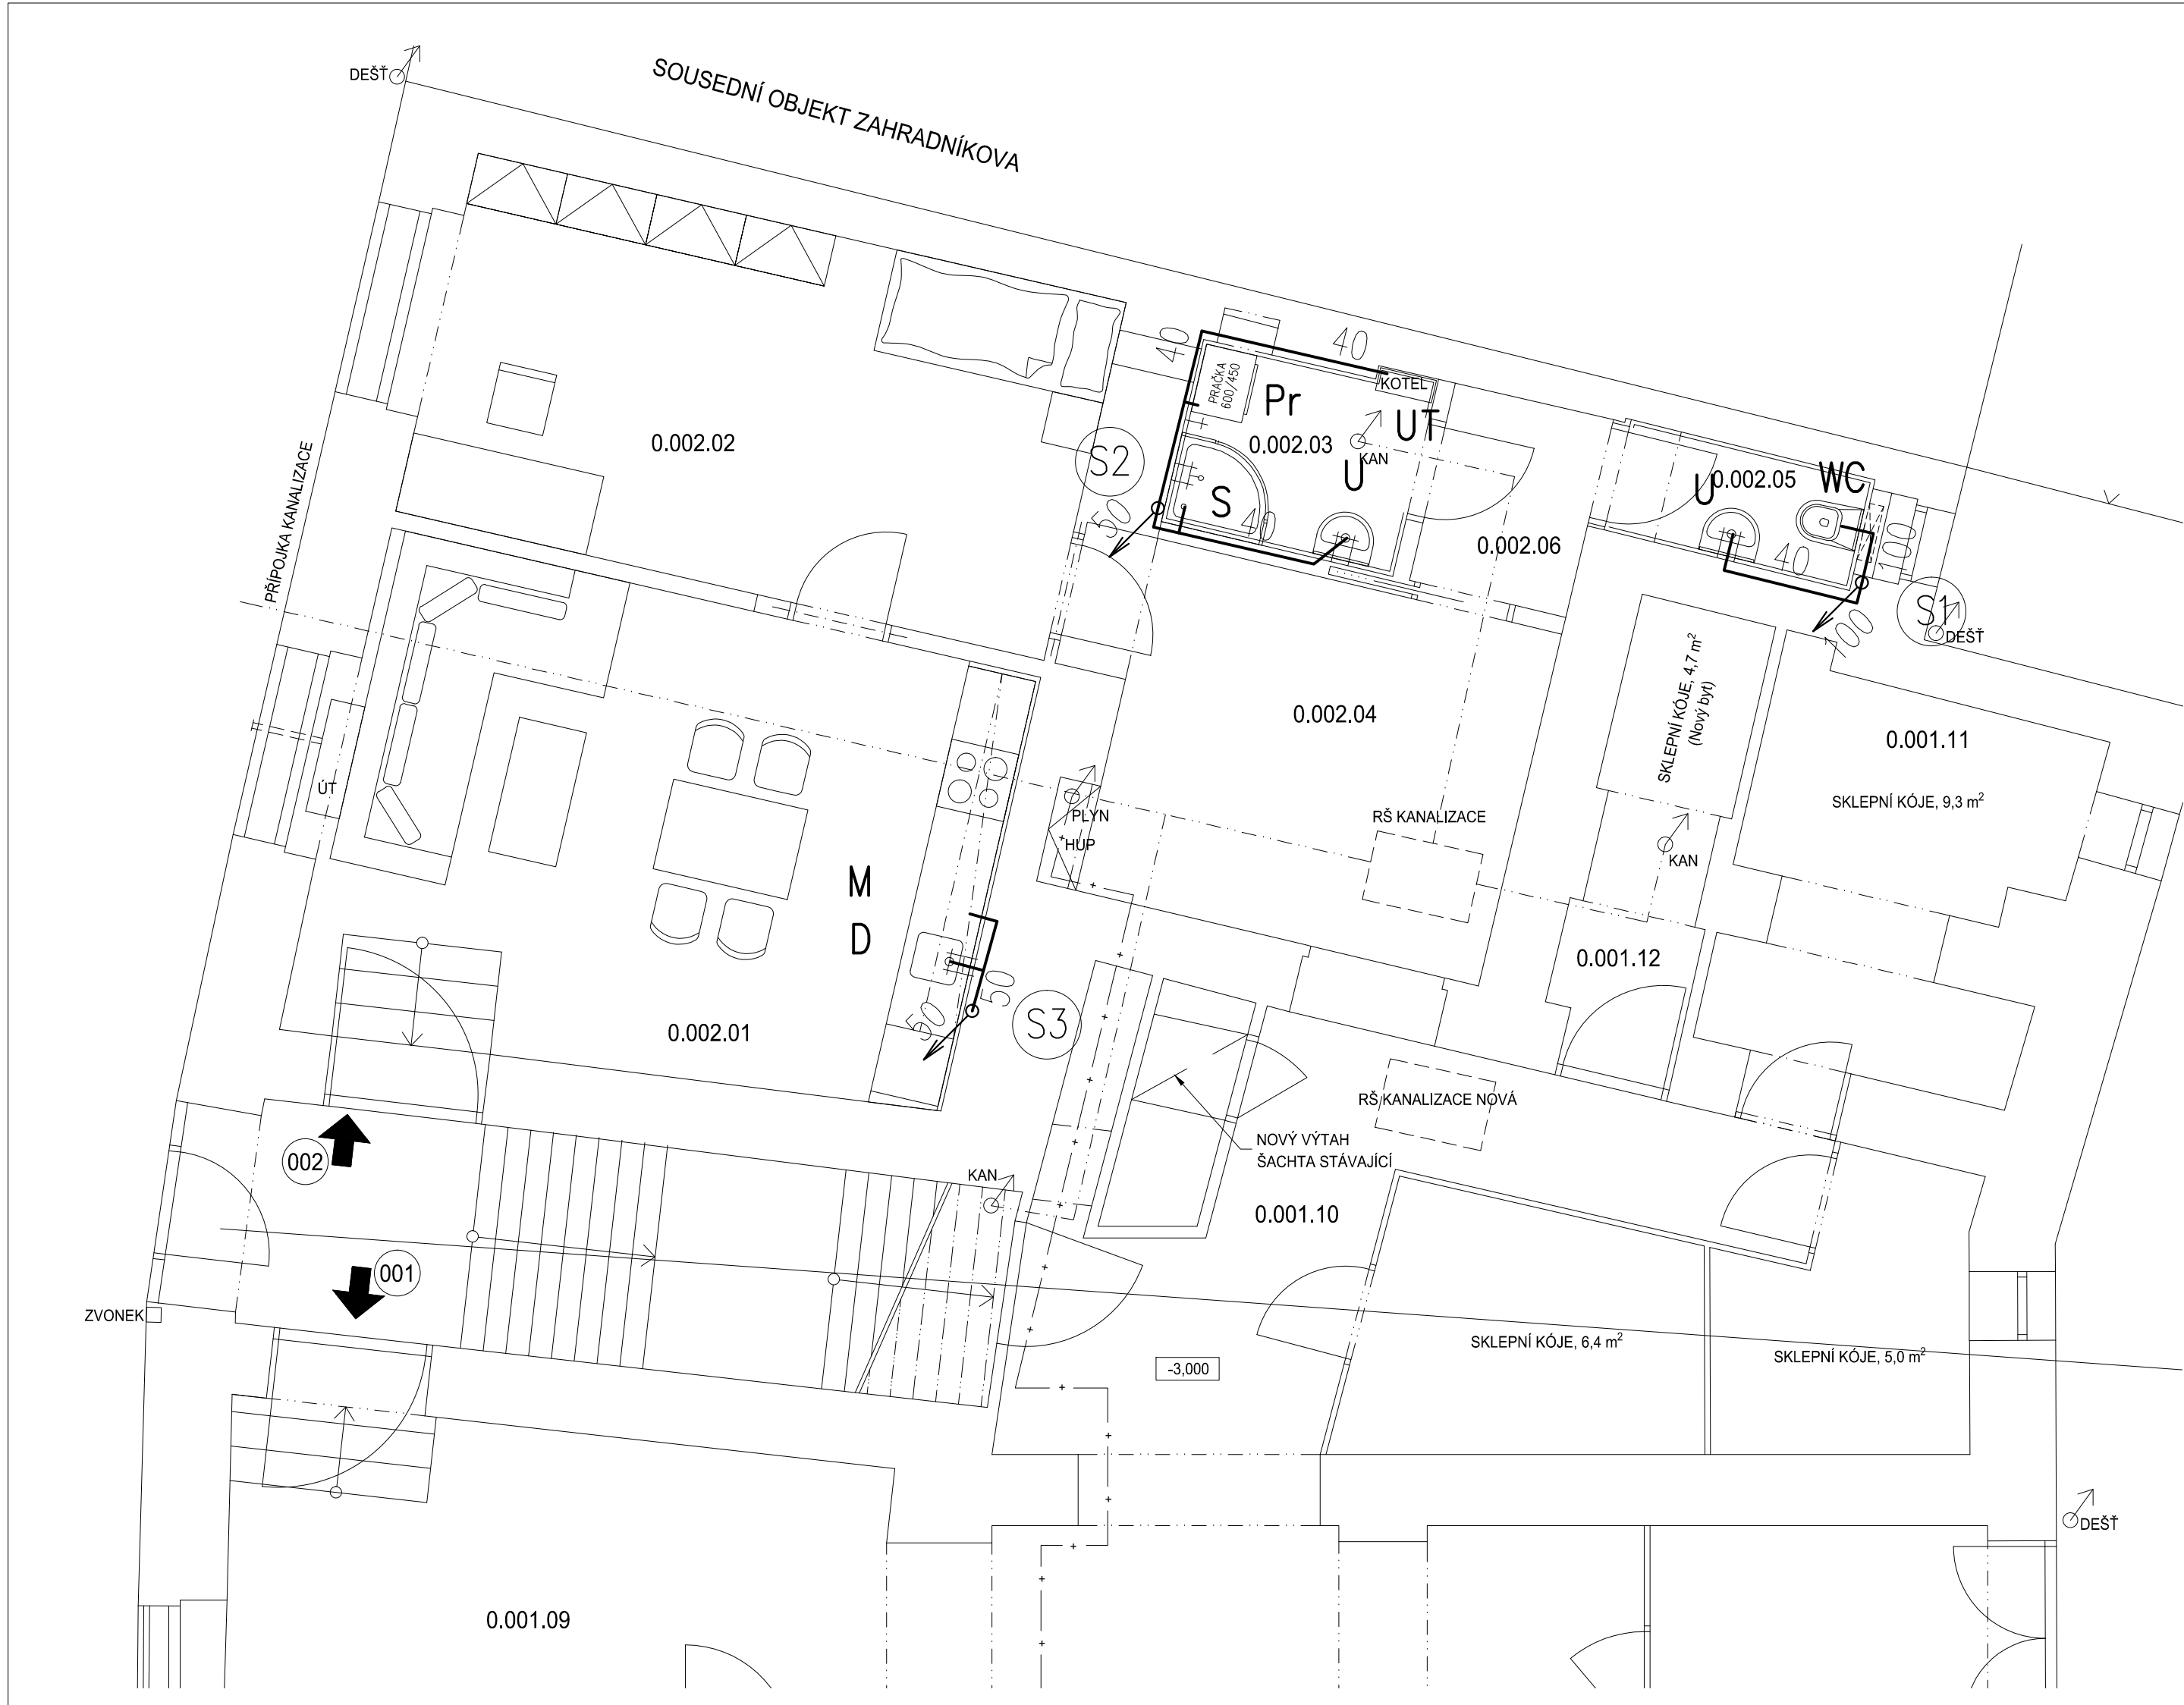 DEŠŤ
SOUSEDNÍ OBJEKT ZAHRADNÍKOVA
PŘÍPOJKA KANALIZACE
0.002.02
40
40
PRAČKA
600/450
Pr
KOTEL
UT
0.002.03
KAN
U
S
40
S2
50
0.002.06
U
0.002.05
WC
40
100
S1
100
DEŠŤ
SKLEPNÍ KÓJE, 4,7 m²
(Nový byt)
0.001.11
SKLEPNÍ KÓJE, 9,3 m²
0.002.04
ÚT
PLYN
HUP
RŠ KANALIZACE
KAN
M
D
0.001.12
50
50
S3
0.002.01
RŠ KANALIZACE NOVÁ
NOVÝ VÝTAH
ŠACHTA STÁVAJÍCÍ
002
KAN
0.001.10
001
ZVONEK
-3,000
SKLEPNÍ KÓJE, 6,4 m²
SKLEPNÍ KÓJE, 5,0 m²
DEŠŤ
0.001.09